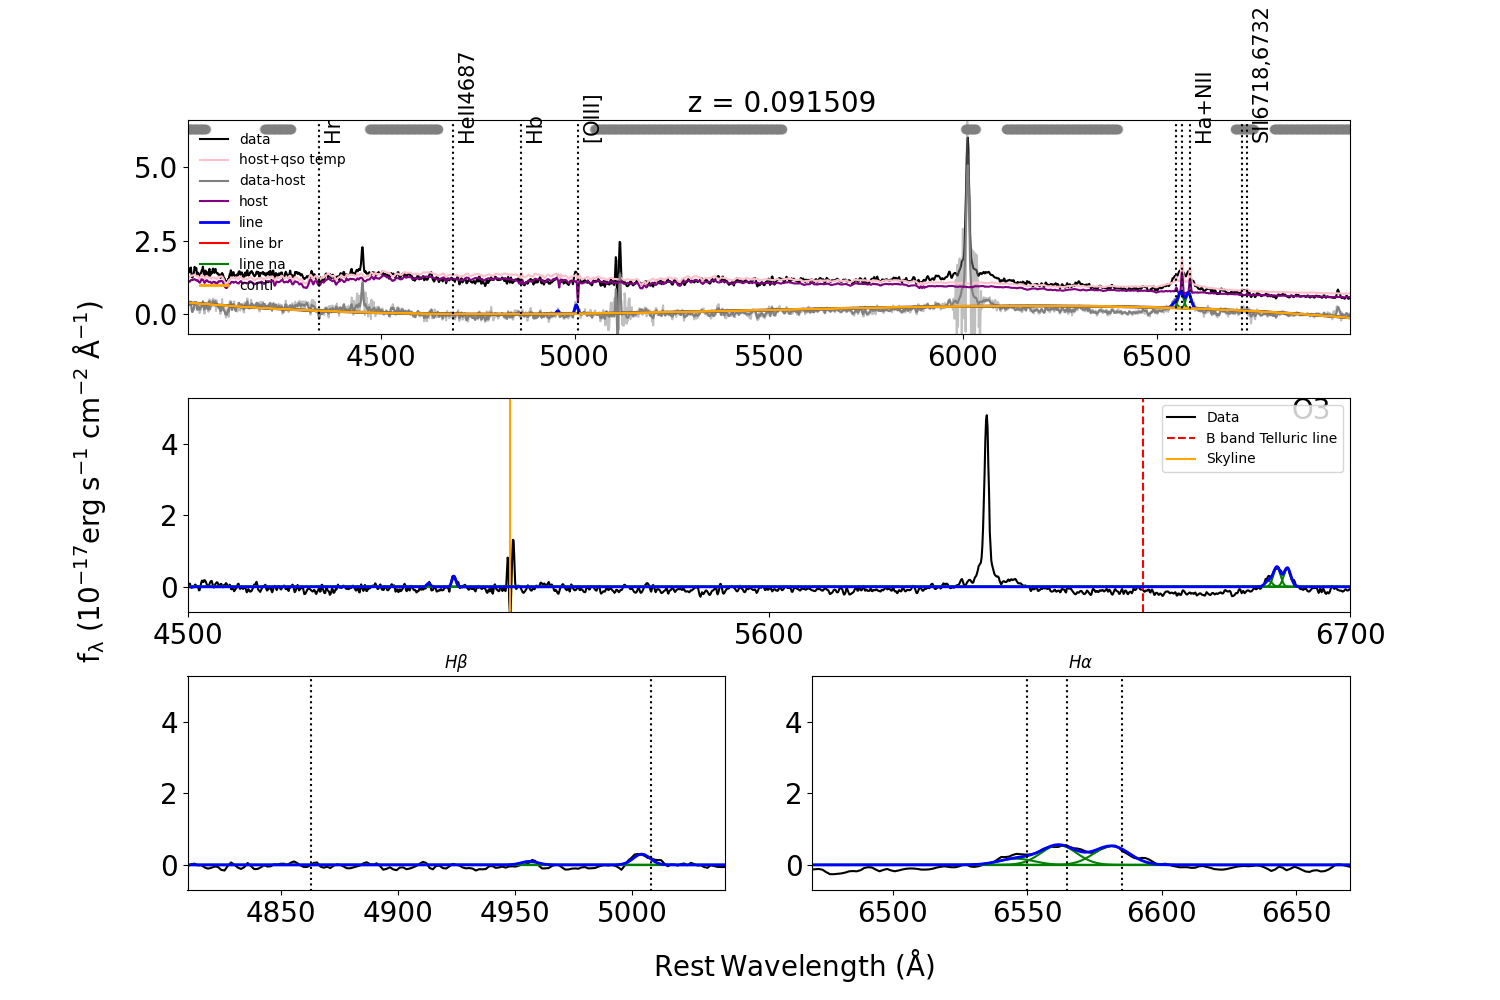 z = 0.091509
Hr
HeII4687
Hb
[OIII]
Ha+NII
SII6718,6732
data
host+qso temp
data-host
host
line
line br
line na
conti
5.0
2.5
0.0
4500 5000 5500 6000 6500
O3
Data
B band Telluric line
Skyline
4
2
0
4500 5600 6700
fλ (10−17erg s−1 cm−2 Å−1)
Hβ
4
2
0
4850 4900 4950 5000
Hα
4
2
0
6500 6550 6600 6650
Rest Wavelength (Å)